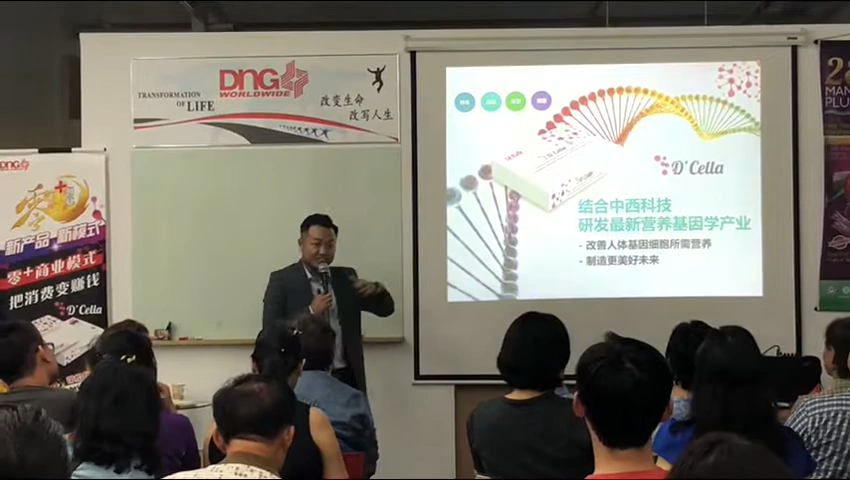 DNG
WORLDWIDE
TRANSFORMATION
OF LIFE
改变生命
改写人生
D'Cella
结合中西科技
研发最新营养基因学产业
- 改善人体基因细胞所需营养
- 制造更美好未来
DNG
新产品 新模式
零+商业模式
把消费变赚钱
D'Cella
MAN
PLU